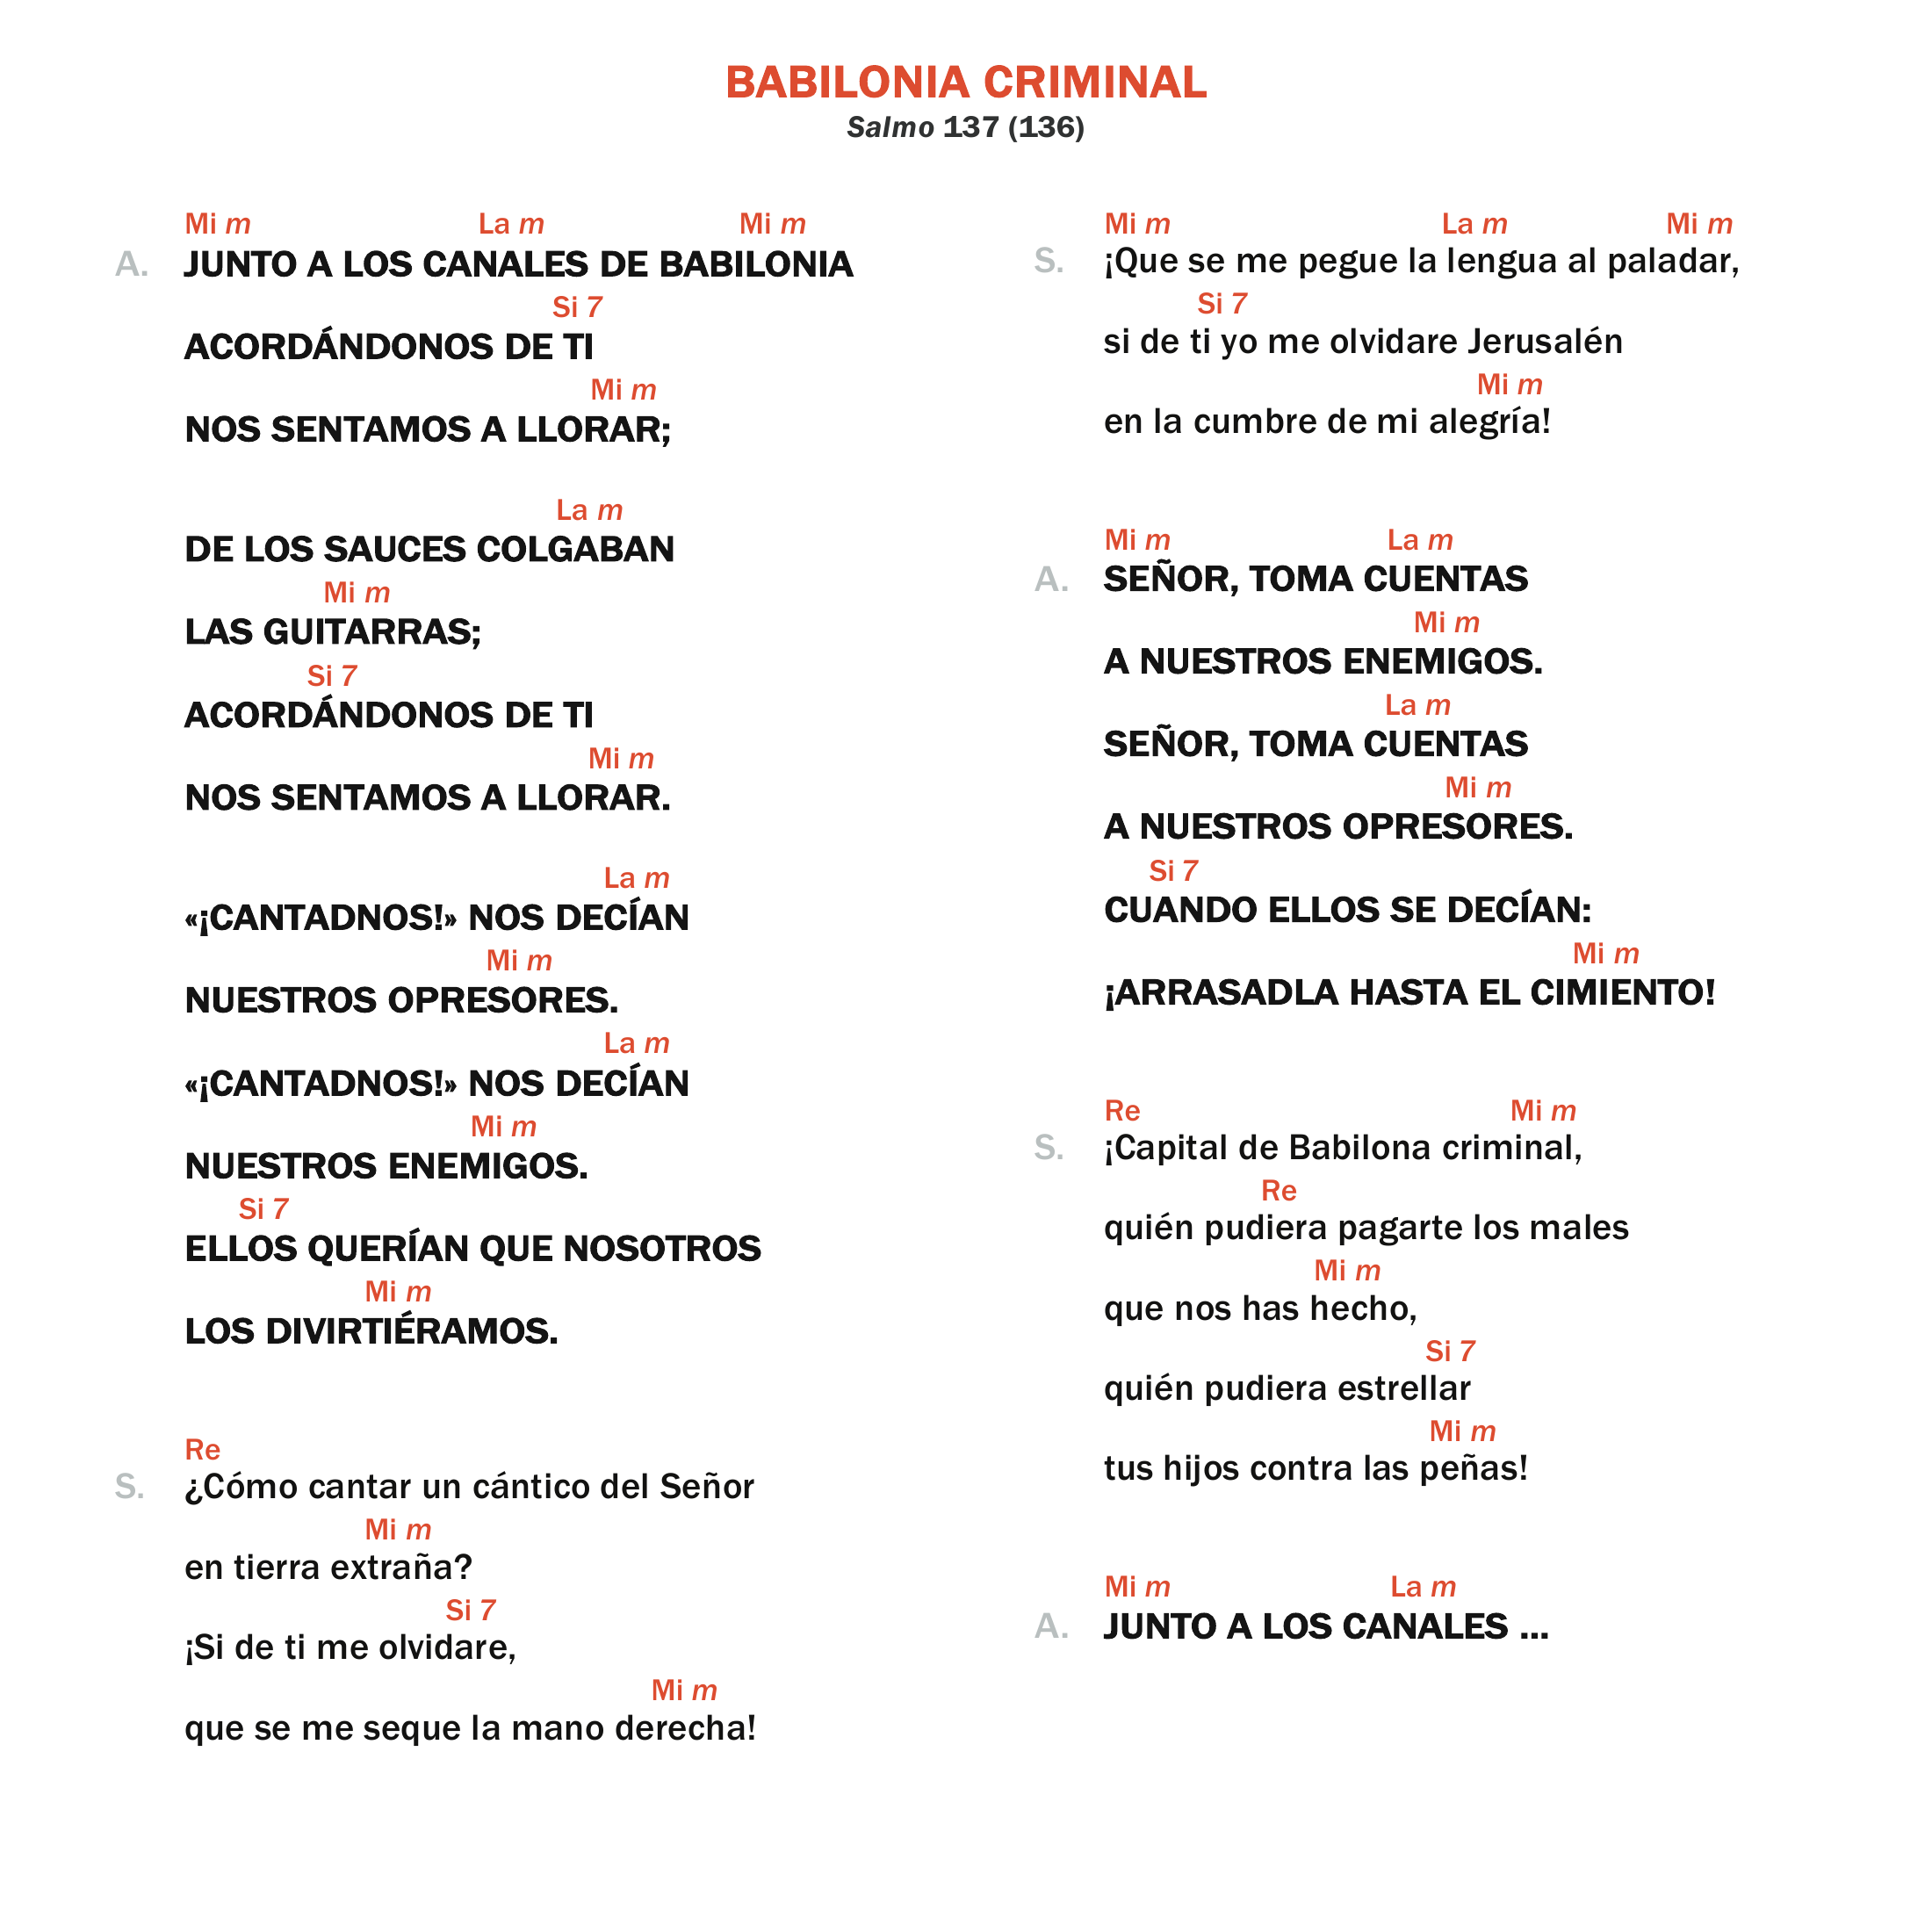 BABILONIA CRIMINAL
Salmo 137 (136)
Mi m La m Mi m
A. JUNTO A LOS CANALES DE BABILONIA
Si 7
ACORDÁNDONOS DE TI
Mi m
NOS SENTAMOS A LLORAR;
La m
DE LOS SAUCES COLGABAN
Mi m
LAS GUITARRAS;
Si 7
ACORDÁNDONOS DE TI
Mi m
NOS SENTAMOS A LLORAR.
La m
«¡CANTADNOS!» NOS DECÍAN
Mi m
NUESTROS OPRESORES.
La m
«¡CANTADNOS!» NOS DECÍAN
Mi m
NUESTROS ENEMIGOS.
Si 7
ELLOS QUERÍAN QUE NOSOTROS
Mi m
LOS DIVIRTIÉRAMOS.
Re
S. ¿Cómo cantar un cántico del Señor
Mi m
en tierra extraña?
Si 7
¡Si de ti me olvidare,
Mi m
que se me seque la mano derecha!
Mi m La m Mi m
S. ¡Que se me pegue la lengua al paladar,
Si 7
si de ti yo me olvidare Jerusalén
Mi m
en la cumbre de mi alegría!
Mi m La m
A. SEÑOR, TOMA CUENTAS
Mi m
A NUESTROS ENEMIGOS.
La m
SEÑOR, TOMA CUENTAS
Mi m
A NUESTROS OPRESORES.
Si 7
CUANDO ELLOS SE DECÍAN:
Mi m
¡ARRASADLA HASTA EL CIMIENTO!
Re Mi m
S. ¡Capital de Babilona criminal,
Re
quién pudiera pagarte los males
Mi m
que nos has hecho,
Si 7
quién pudiera estrellar
Mi m
tus hijos contra las peñas!
Mi m La m
A. JUNTO A LOS CANALES ...